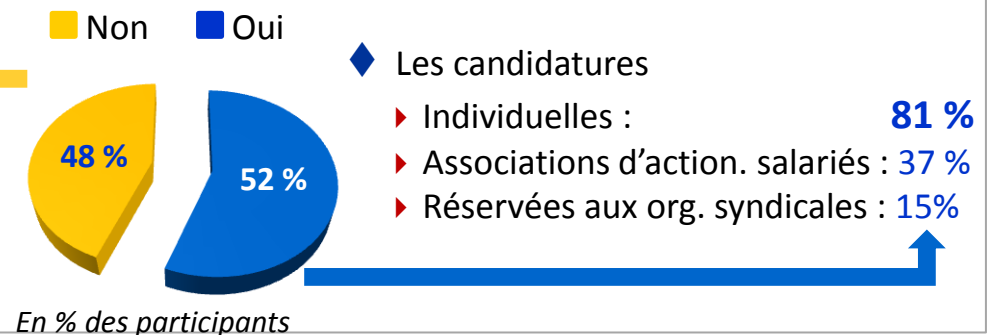 Non Oui
Les candidatures
Individuelles : 81 %
Associations d'action. salariés : 37 %
Réservées aux org. syndicales : 15%
48 %
52 %
En % des participants